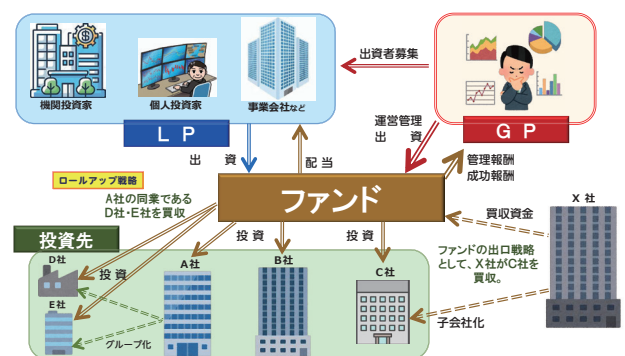 機関投資家
個人投資家
事業会社など
ＬＰ
出資者募集
ＧＰ
運営管理
出　資
出　資
配 当
管理報酬
成功報酬
ロールアップ戦略
A社の同業である
D社・E社を買収
ファンド
Ｘ 社
買収資金
投資先
D社
投 資
A社
投 資
B社
投 資
C社
ファンドの出口戦略
として、X社がC社を
買収。
E社
グループ化
子会社化